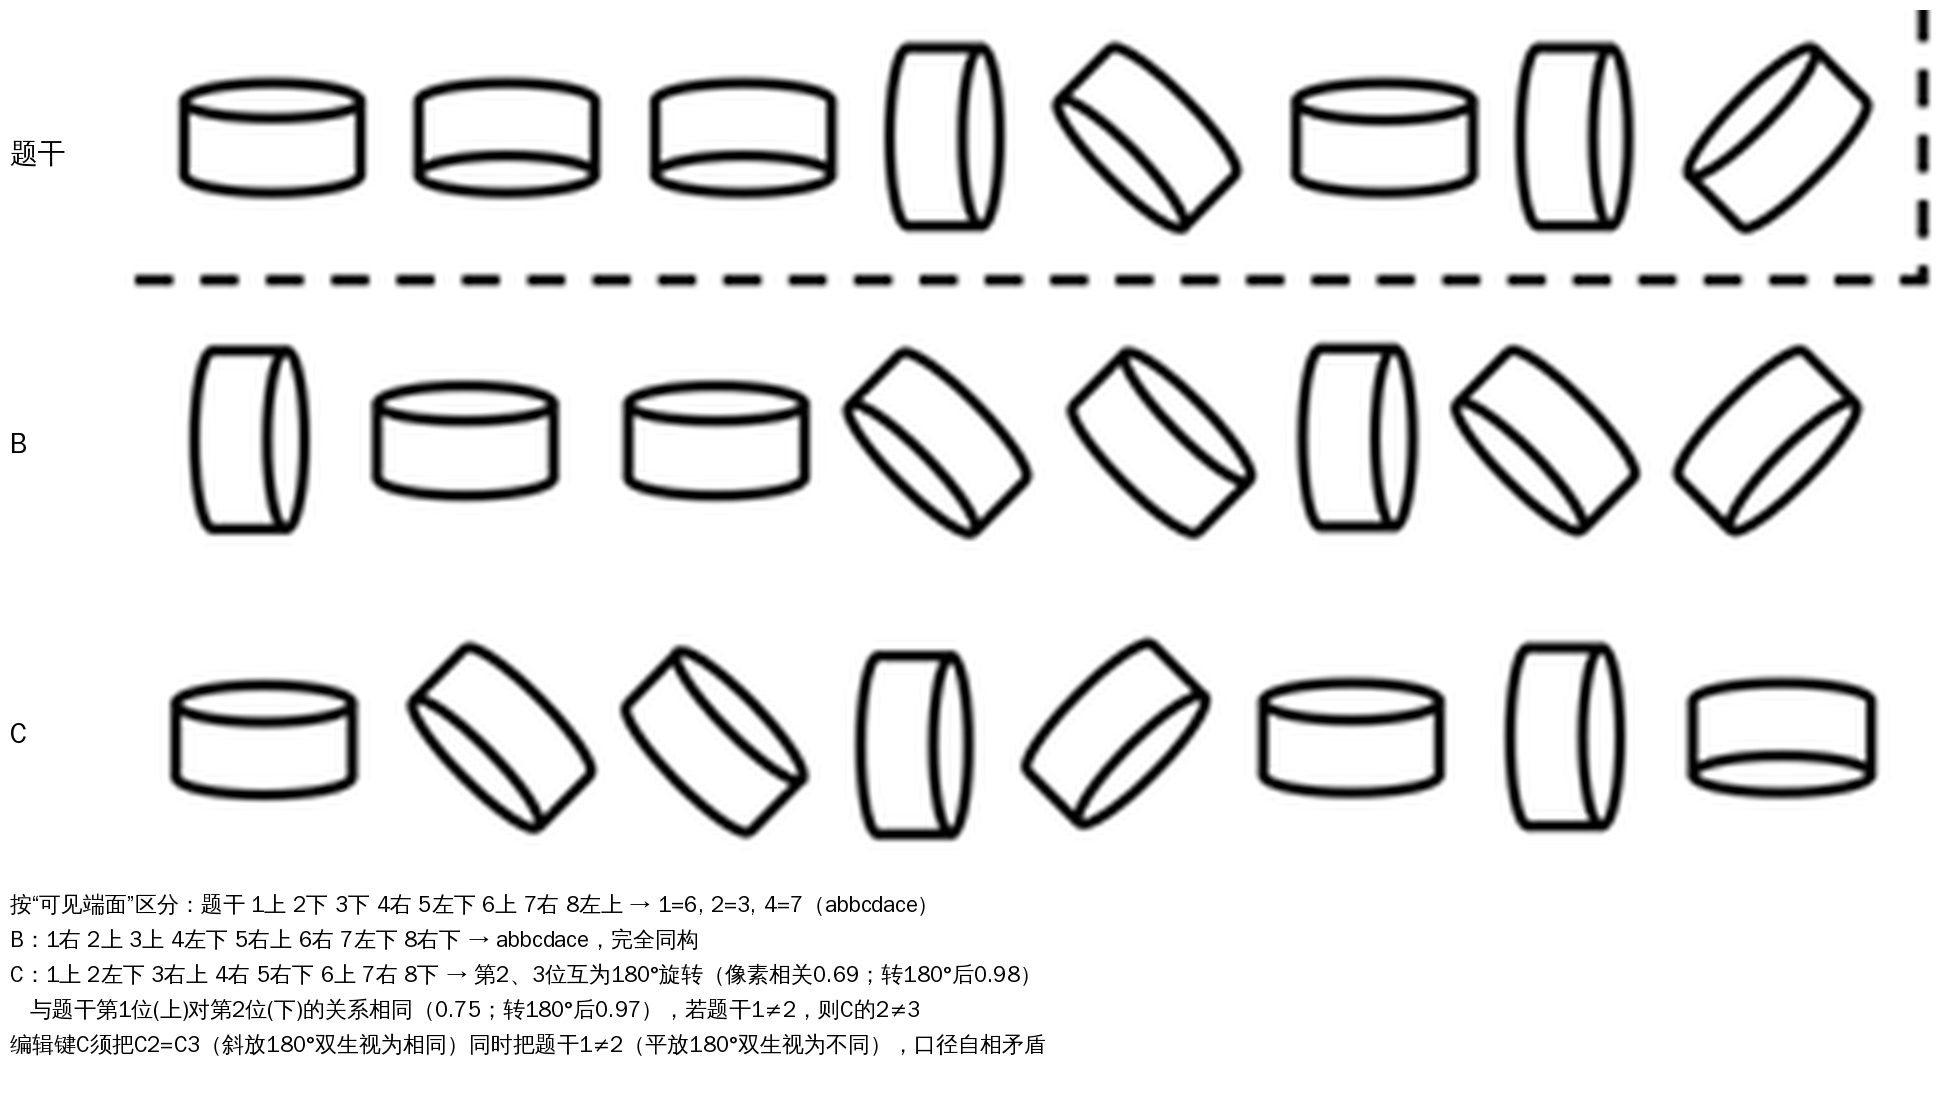 题干
B
C
按“可见端面”区分：题干 1上 2下 3下 4右 5左下 6上 7右 8左上 → 1=6, 2=3, 4=7（abbcdace）
B：1右 2上 3上 4左下 5右上 6右 7左下 8右下 → abbcdace，完全同构
C：1上 2左下 3右上 4右 5右下 6上 7右 8下 → 第2、3位互为180°旋转（像素相关0.69；转180°后0.98）
与题干第1位(上)对第2位(下)的关系相同（0.75；转180°后0.97），若题干1≠2，则C的2≠3
编辑键C须把C2=C3（斜放180°双生视为相同）同时把题干1≠2（平放180°双生视为不同），口径自相矛盾